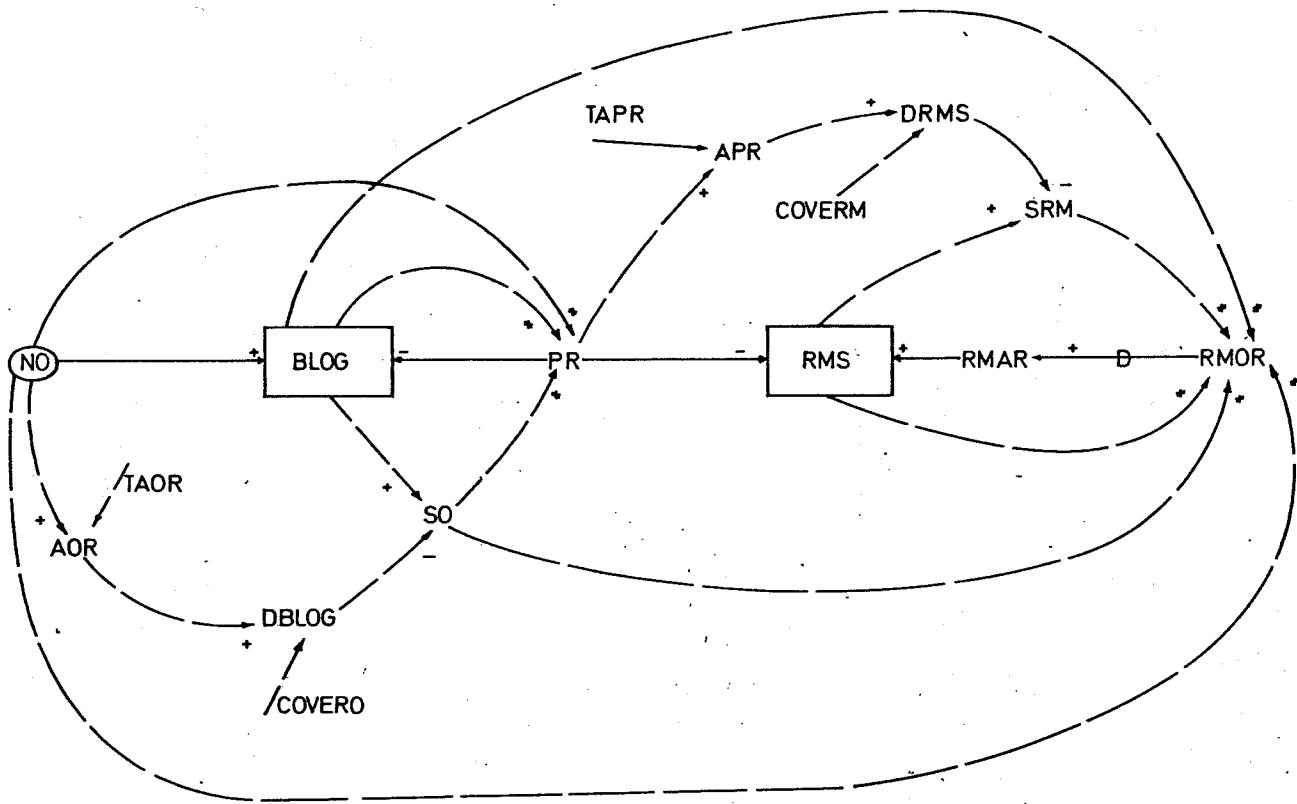 TAPR
DRMS
APR
COVERM
SRM
NO
BLOG
PR
RMS
RMAR
D
RMOR
TAOR
SO
AOR
DBLOG
COVERO